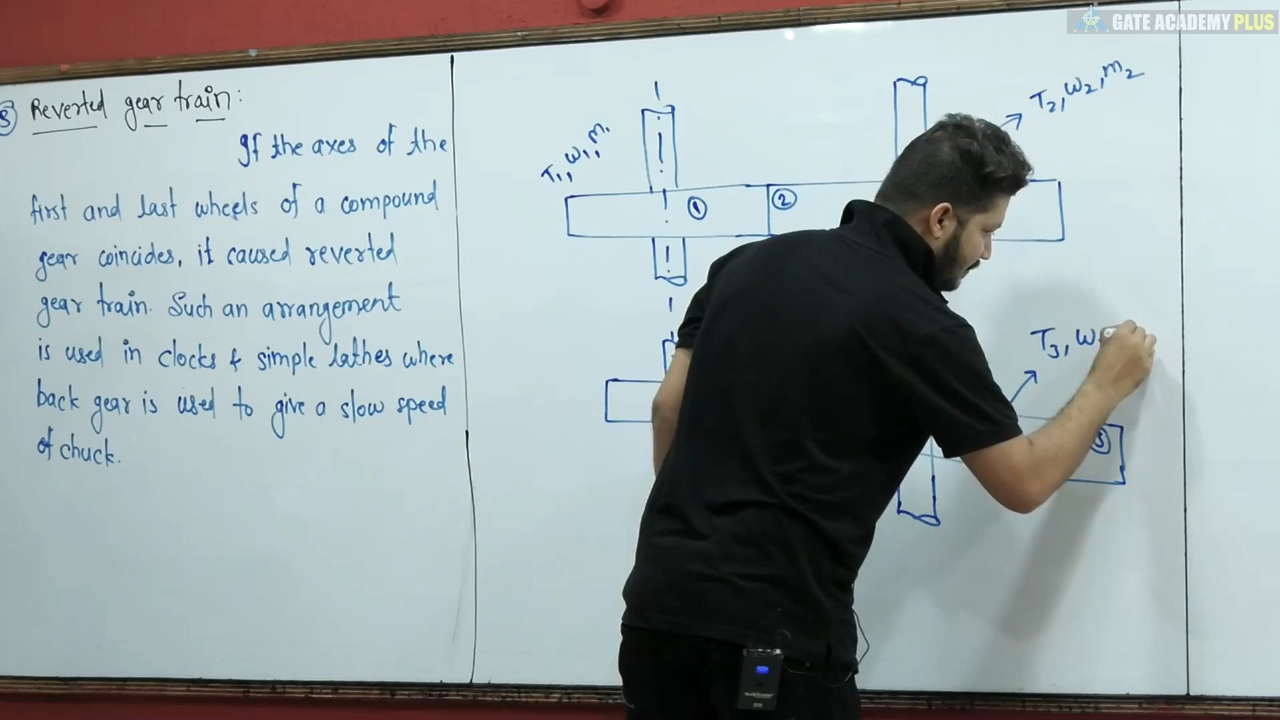 GATE ACADEMY PLUS
Reverted gear train:
If the axes of the
first and last wheels of a compound
gear coincides, it caused reverted
gear train. Such an arrangement
is used in clocks & simple lathes where
back gear is used to give a slow speed
of chuck.
T1, ω1, m1
T2, ω2, m2
① ②
T3, ω
③